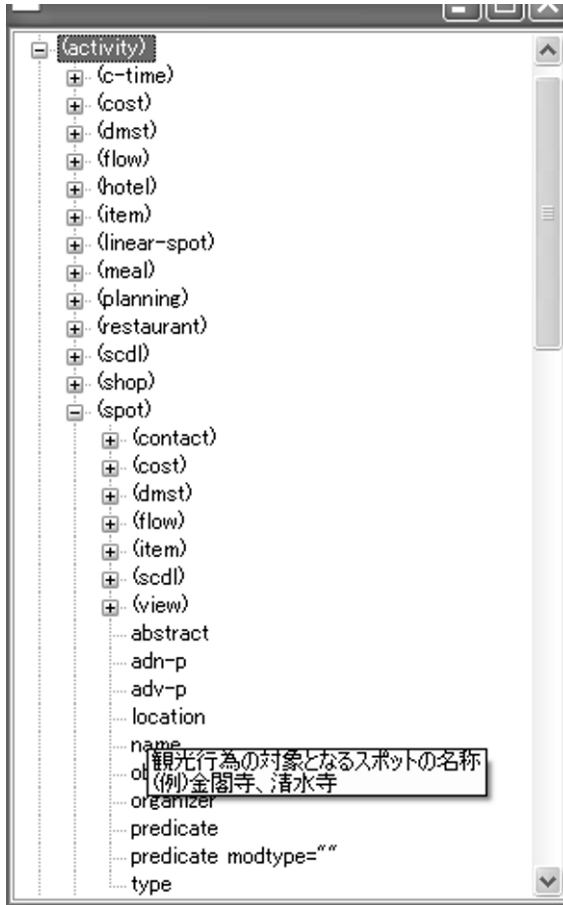 (activity)
(c-time)
(cost)
(dmst)
(flow)
(hotel)
(item)
(linear-spot)
(meal)
(planning)
(restaurant)
(scdl)
(shop)
(spot)
(contact)
(cost)
(dmst)
(flow)
(item)
(scdl)
(view)
abstract
adn-p
adv-p
location
name
観光行為の対象となるスポットの名称
(例)金閣寺、清水寺
organizer
predicate
predicate modtype=""
type